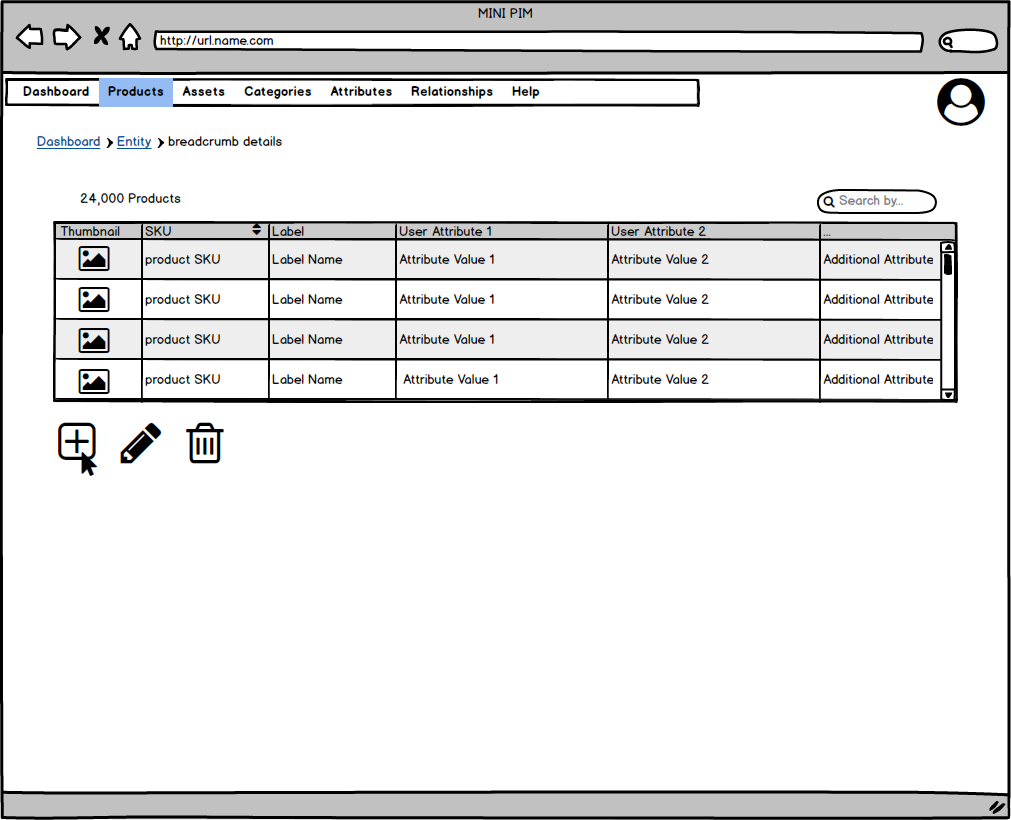 MINI PIM
http://url.name.com
Dashboard Products Assets Categories Attributes Relationships Help
Dashboard Entity breadcrumb details
24,000 Products
Search by...
Thumbnail SKU Label User Attribute 1 User Attribute 2 ...
product SKU Label Name Attribute Value 1 Attribute Value 2 Additional Attribute
product SKU Label Name Attribute Value 1 Attribute Value 2 Additional Attribute
product SKU Label Name Attribute Value 1 Attribute Value 2 Additional Attribute
product SKU Label Name Attribute Value 1 Attribute Value 2 Additional Attribute